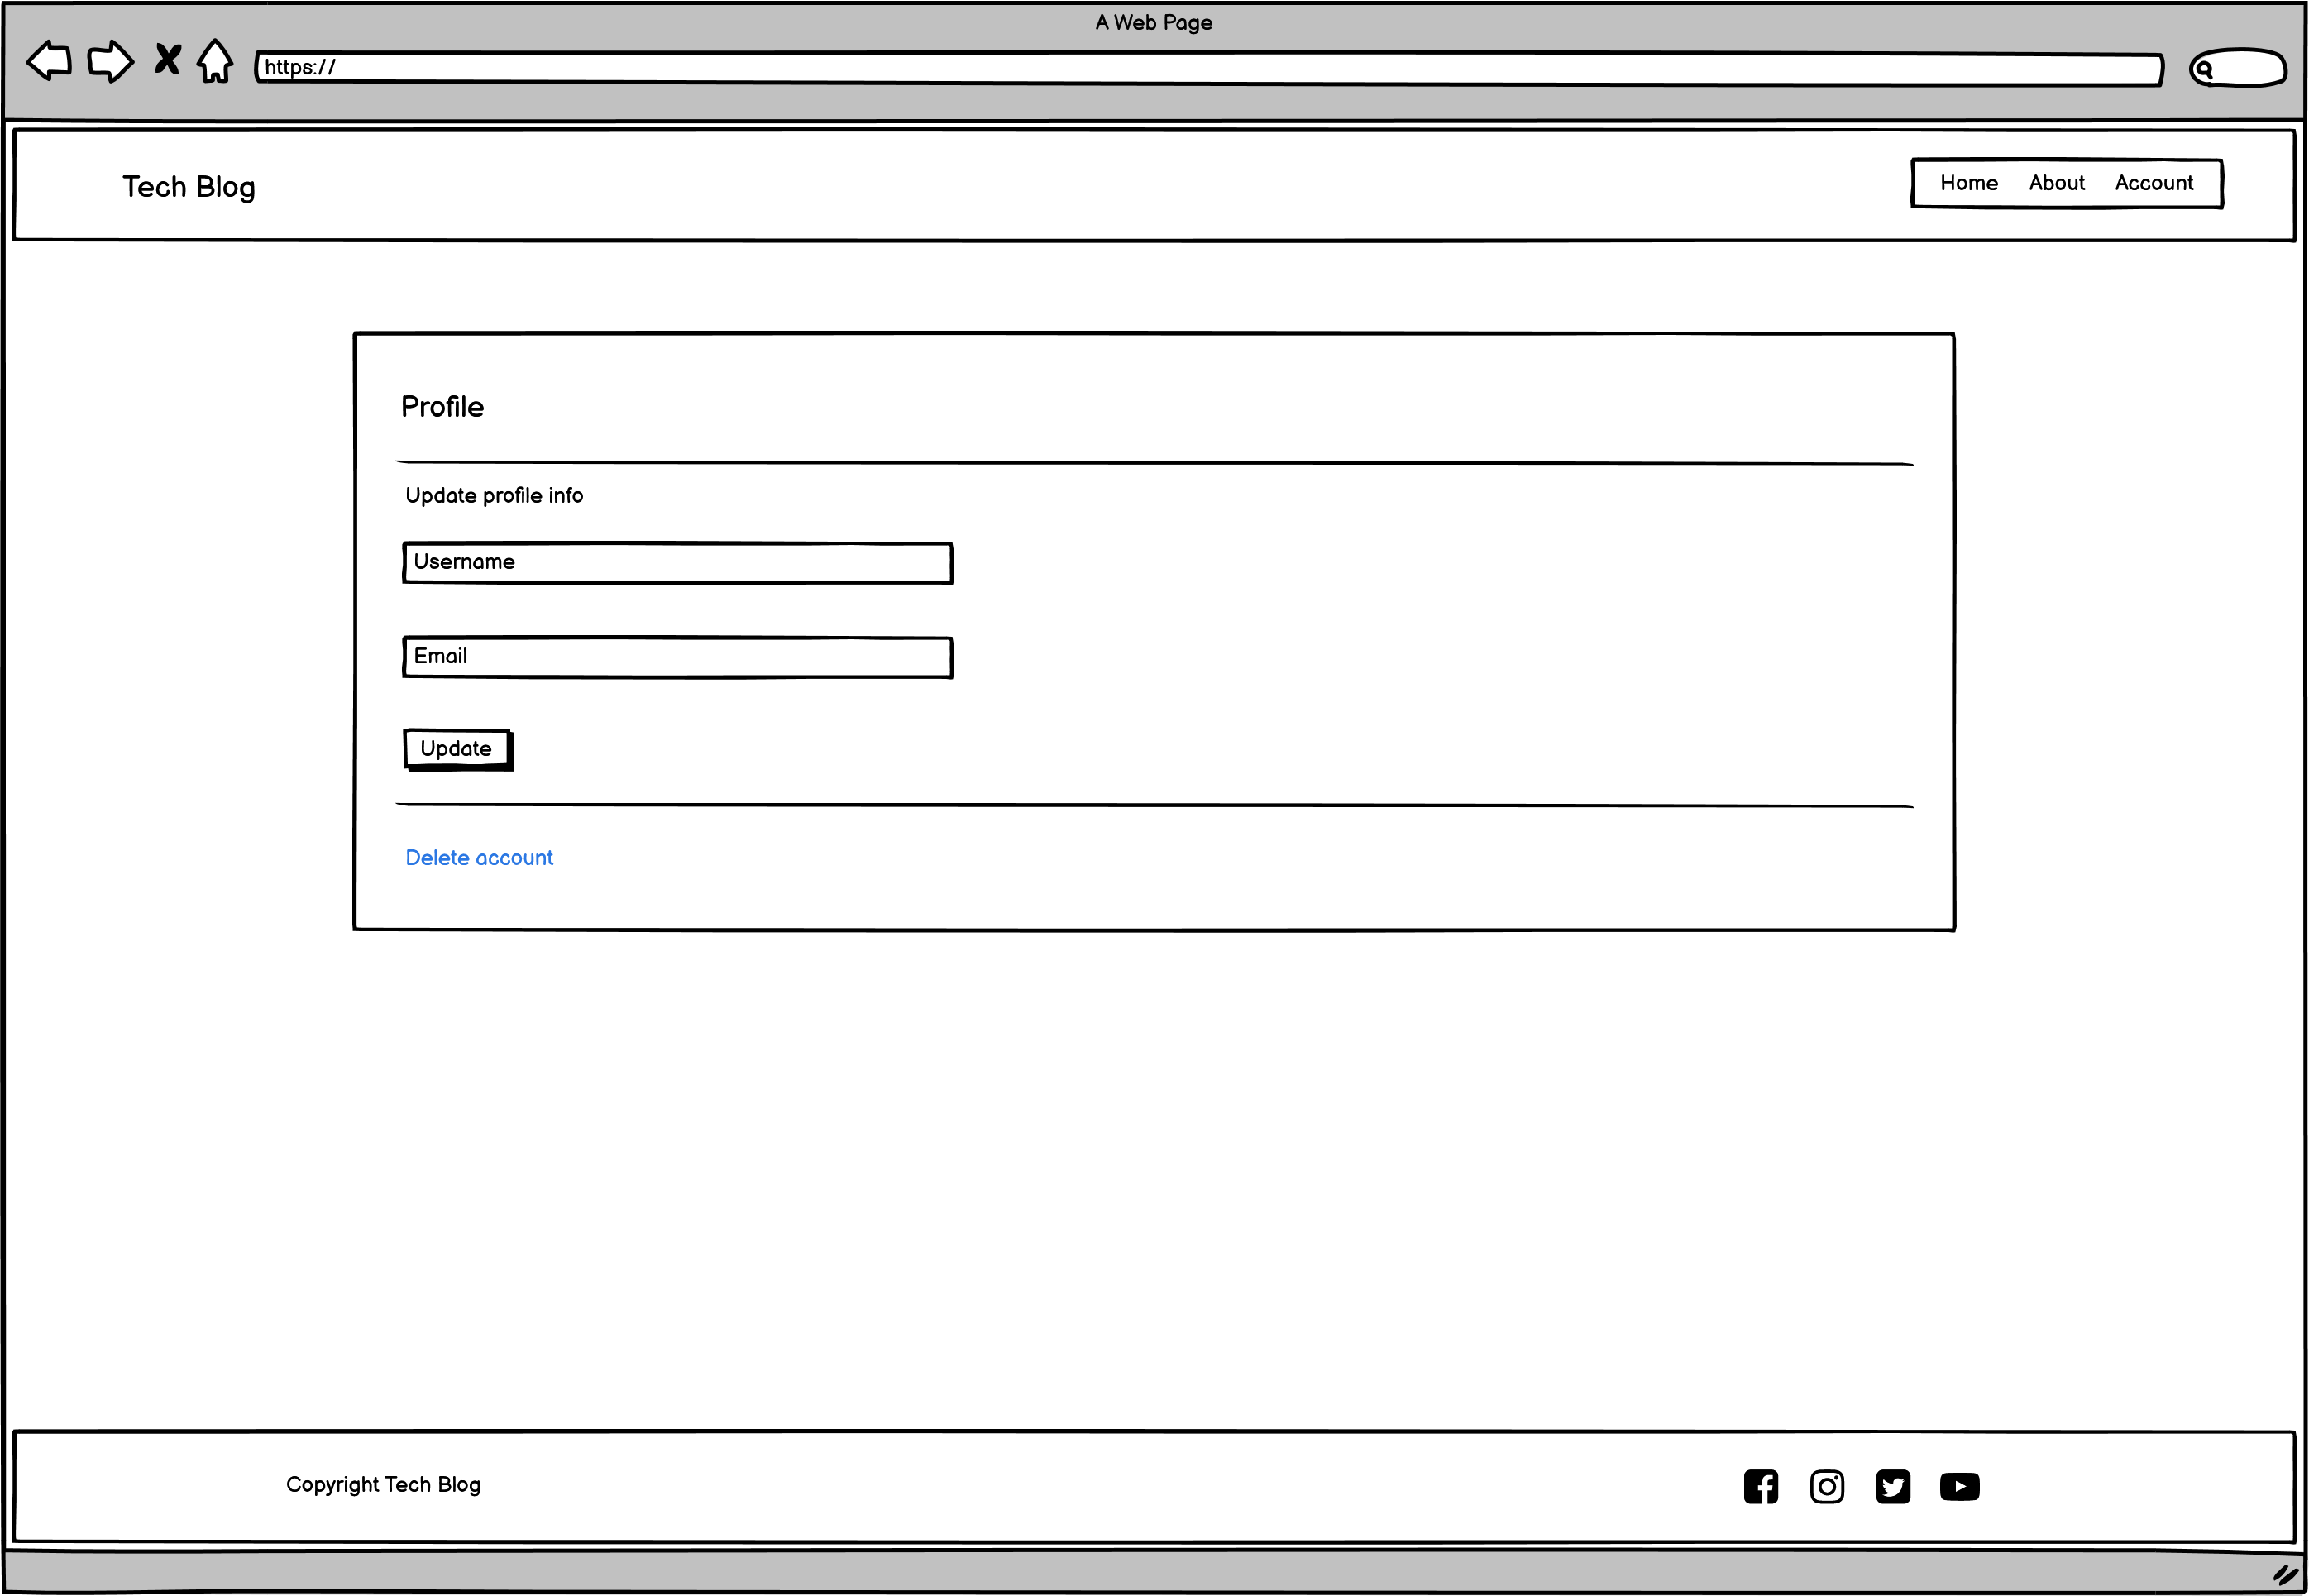 A Web Page
https://
Tech Blog
Home About Account
Profile
Update profile info
Username
Email
Update
Delete account
Copyright Tech Blog